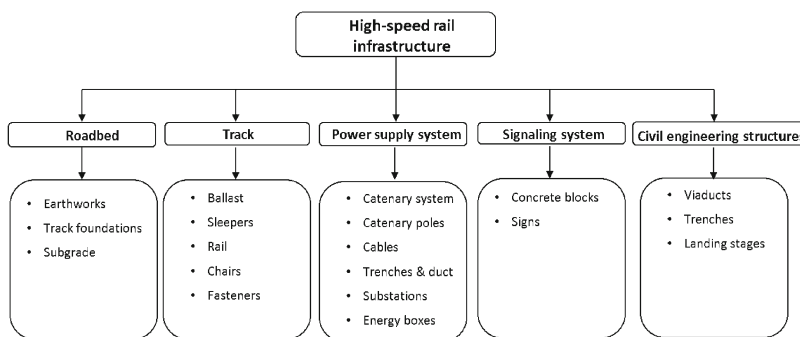 High-speed rail
infrastructure
Roadbed
Track
Power supply system
Signaling system
Civil engineering structures
• Earthworks
• Track foundations
• Subgrade
• Ballast
• Sleepers
• Rail
• Chairs
• Fasteners
• Catenary system
• Catenary poles
• Cables
• Trenches & duct
• Substations
• Energy boxes
• Concrete blocks
• Signs
• Viaducts
• Trenches
• Landing stages